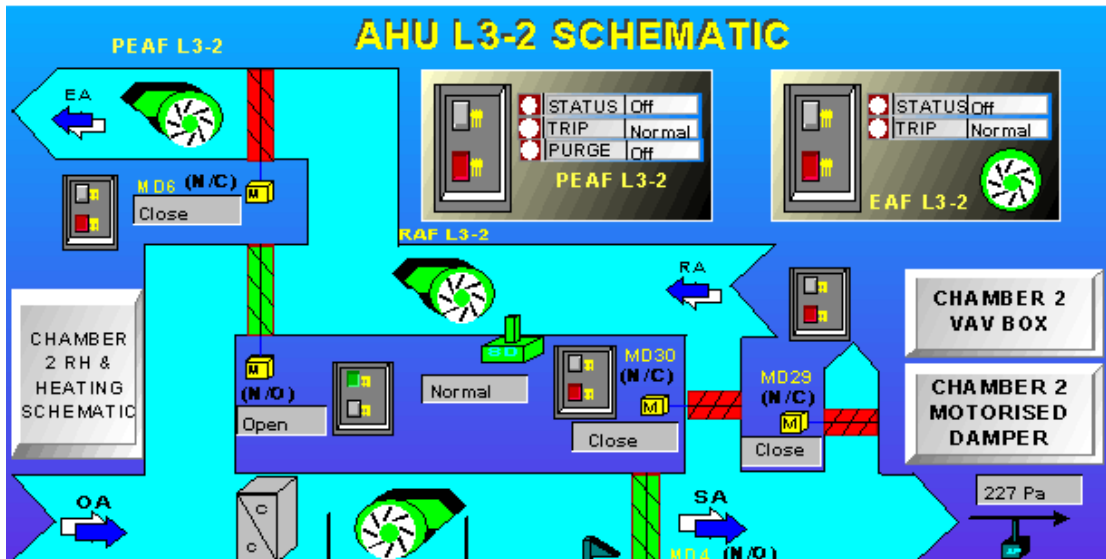 AHU L3-2 SCHEMATIC
PEAF L3-2
EA
STATUS Off
TRIP Normal
PURGE Off
PEAF L3-2
STATUS Off
TRIP Normal
EAF L3-2
MD6 (N/C)
M
Close
RAF L3-2
RA
CHAMBER 2
VAV BOX
CHAMBER
2 RH &
HEATING
SCHEMATIC
SD
M
(N/O)
Open
Normal
MD30
(N/C)
M
Close
MD29
(N/C)
M
Close
CHAMBER 2
MOTORISED
DAMPER
OA
C
C
SA
MD4 (N/O)
227 Pa